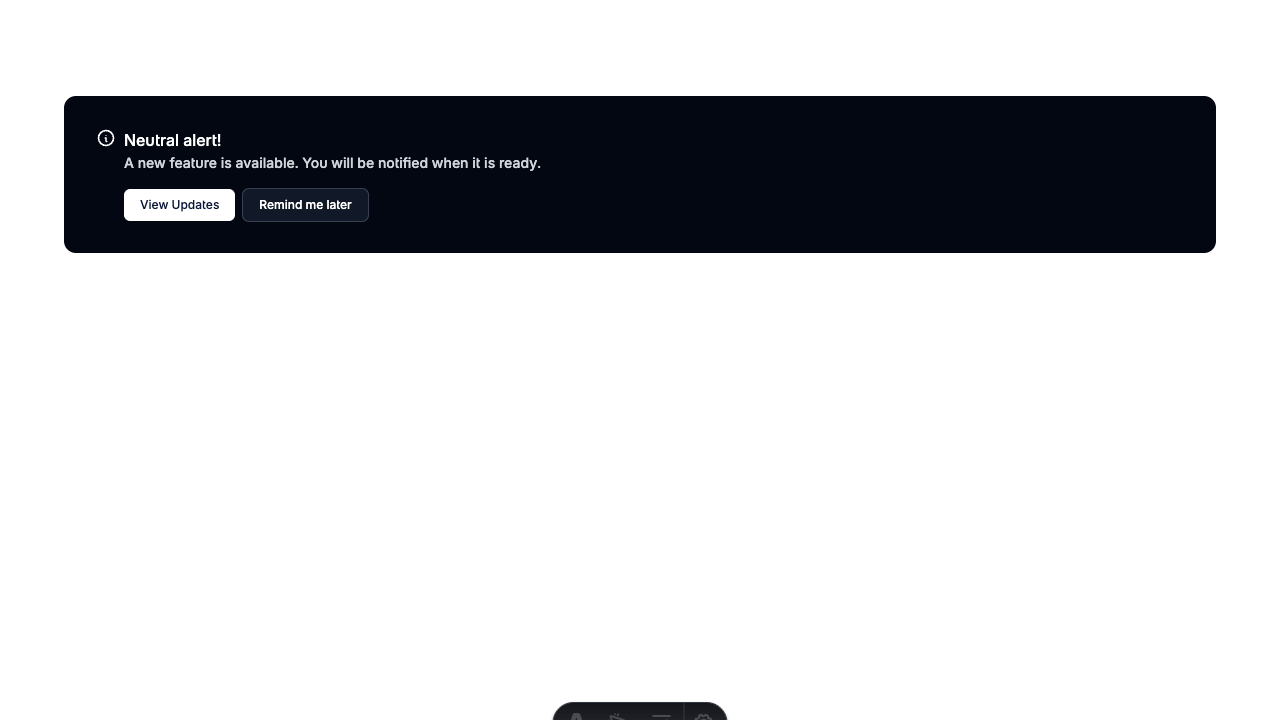 Neutral alert!
A new feature is available. You will be notified when it is ready.
View Updates
Remind me later